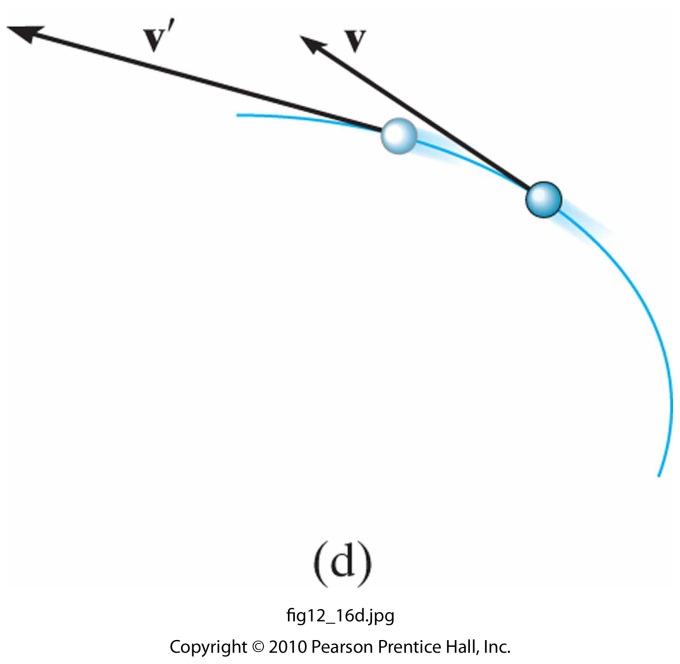 v′ v
(d)
fig12_16d.jpg
Copyright © 2010 Pearson Prentice Hall, Inc.